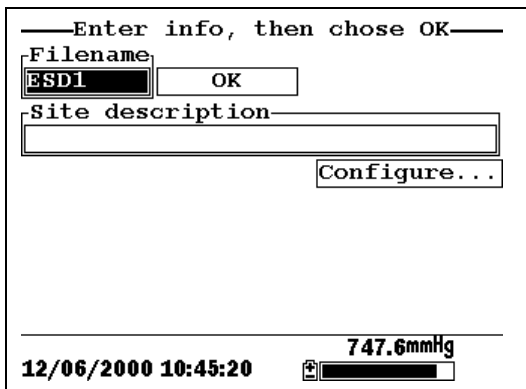 Enter info, then chose OK
Filename
ESD1 OK
Site description
Configure...
747.6mmHg
12/06/2000 10:45:20